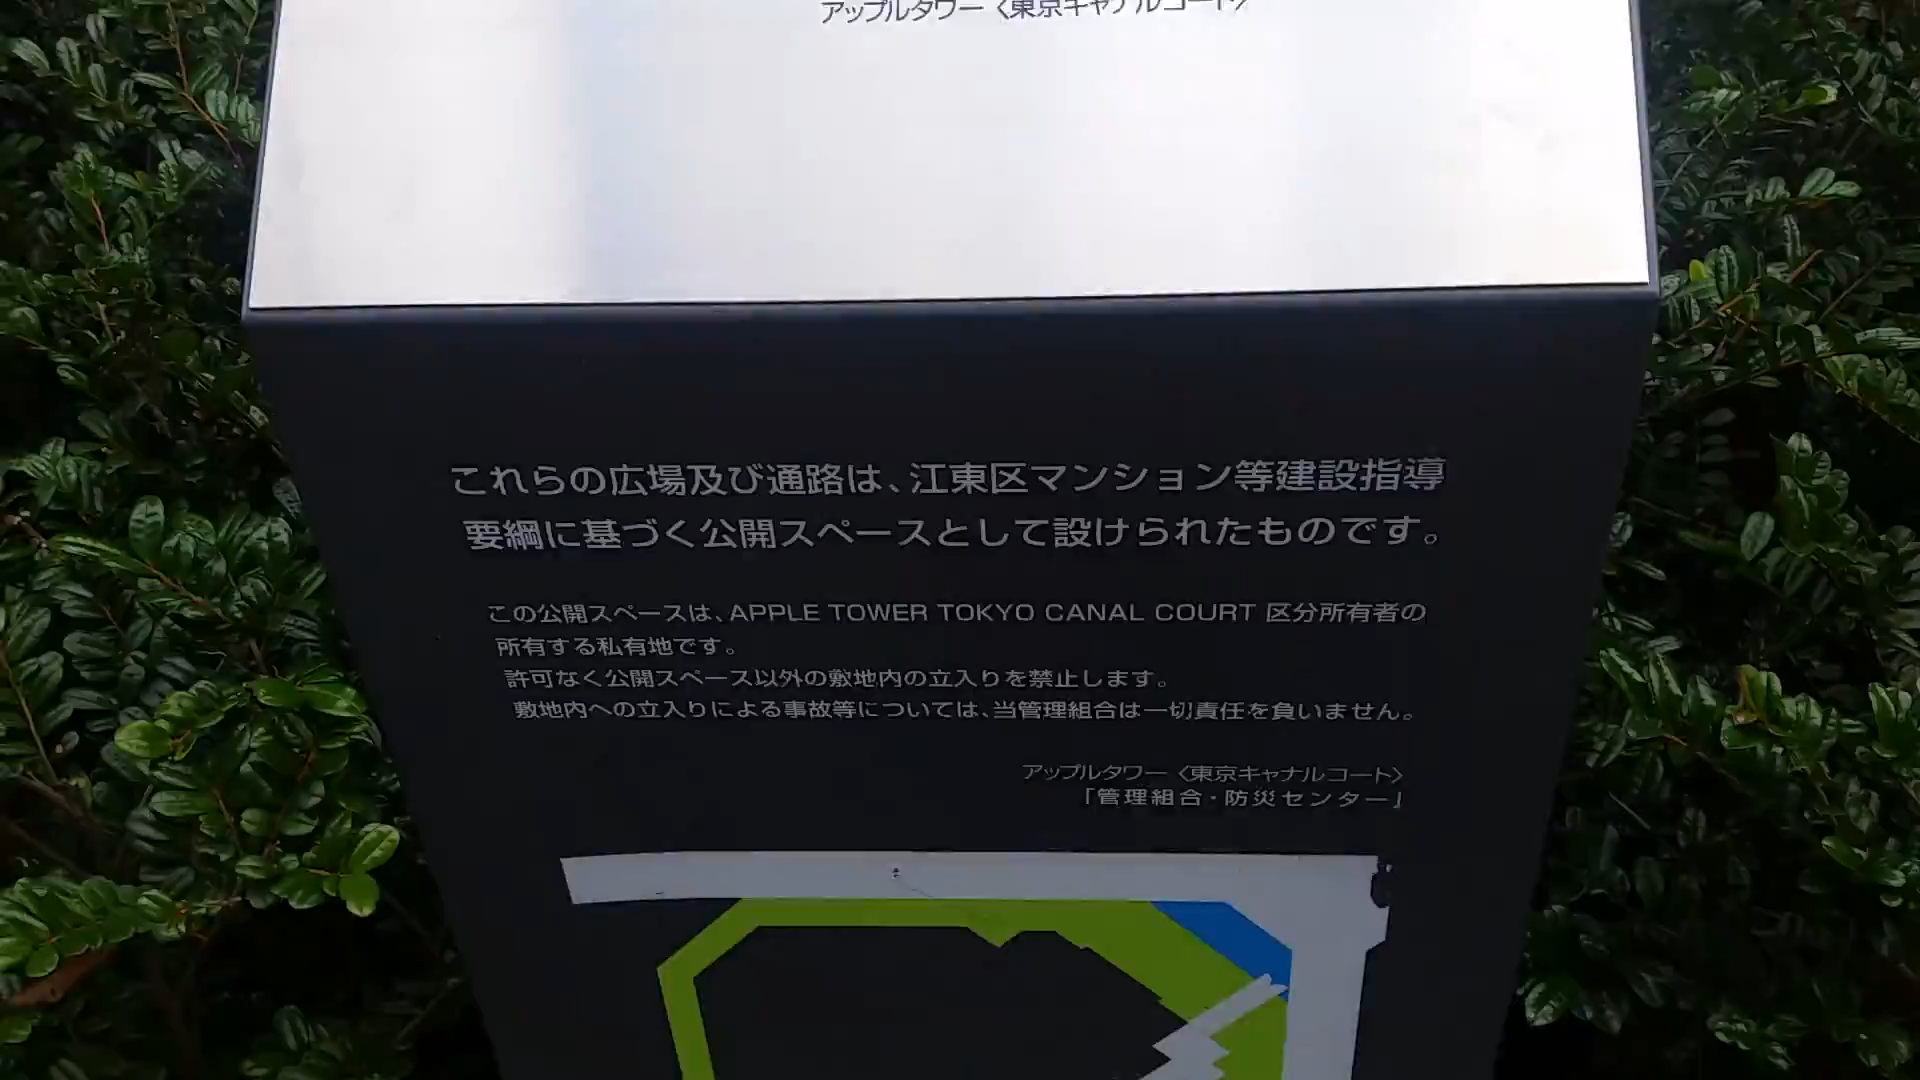 アップルタワー〈東京キャナルコート〉
これらの広場及び通路は、江東区マンション等建設指導
要綱に基づく公開スペースとして設けられたものです。
この公開スペースは、APPLE TOWER TOKYO CANAL COURT 区分所有者の
所有する私有地です。
許可なく公開スペース以外の敷地内の立入りを禁止します。
敷地内への立入りによる事故等については、当管理組合は一切責任を負いません。
アップルタワー〈東京キャナルコート〉
「管理組合・防災センター」